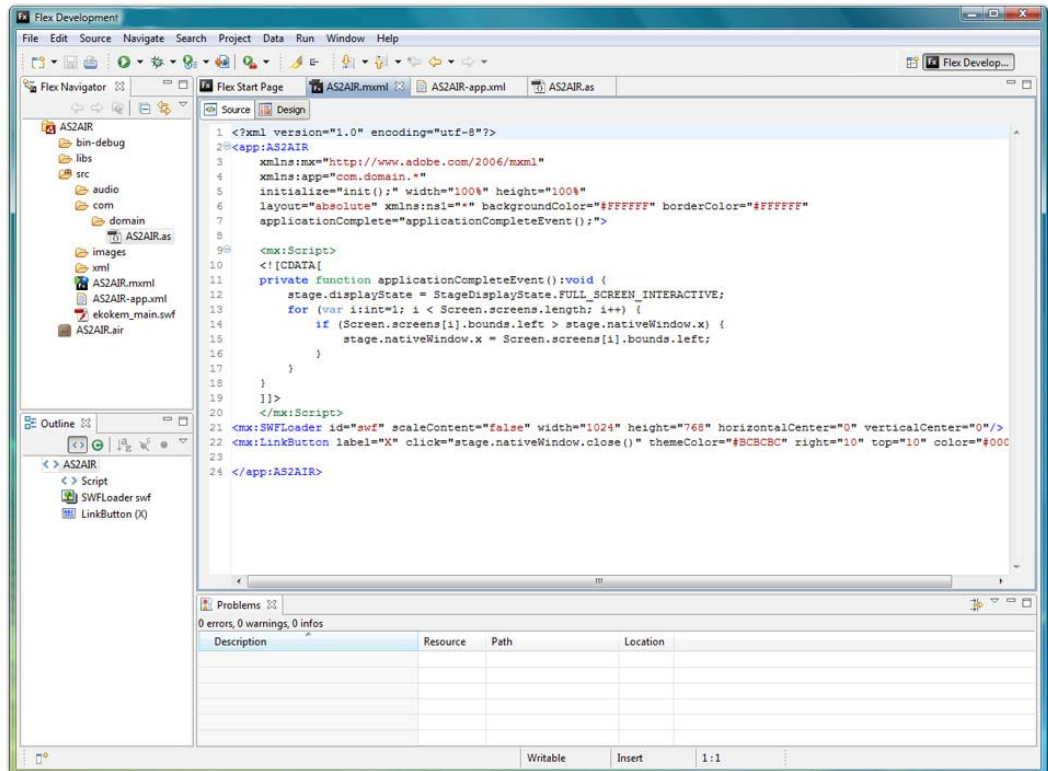 Flex Development
File Edit Source Navigate Search Project Data Run Window Help
Flex Develop...
Flex Navigator
AS2AIR
bin-debug
libs
src
audio
com
domain
AS2AIR.as
images
xml
AS2AIR.mxml
AS2AIR-app.xml
ekokem_main.swf
AS2AIR.air
Outline
AS2AIR
Script
SWFLoader swf
LinkButton (X)
Flex Start Page AS2AIR.mxml AS2AIR-app.xml AS2AIR.as
Source Design
1 <?xml version="1.0" encoding="utf-8"?>
2 <app:AS2AIR
3 xmlns:mx="http://www.adobe.com/2006/mxml"
4 xmlns:app="com.domain.*"
5 initialize="init();" width="100%" height="100%"
6 layout="absolute" xmlns:ns1="*" backgroundColor="#FFFFFF" borderColor="#FFFFFF"
7 applicationComplete="applicationCompleteEvent();">
8
9 <mx:Script>
10 <![CDATA[
11 private function applicationCompleteEvent():void {
12 stage.displayState = StageDisplayState.FULL_SCREEN_INTERACTIVE;
13 for (var i:int=1; i < Screen.screens.length; i++) {
14 if (Screen.screens[i].bounds.left > stage.nativeWindow.x) {
15 stage.nativeWindow.x = Screen.screens[i].bounds.left;
16 }
17 }
18 }
19 ]]>
20 </mx:Script>
21 <mx:SWFLoader id="swf" scaleContent="false" width="1024" height="768" horizontalCenter="0" verticalCenter="0"/>
22 <mx:LinkButton label="X" click="stage.nativeWindow.close()" themeColor="#BCBCBC" right="10" top="10" color="#000
23
24 </app:AS2AIR>
Problems
0 errors, 0 warnings, 0 infos
Description Resource Path Location
Writable Insert 1:1